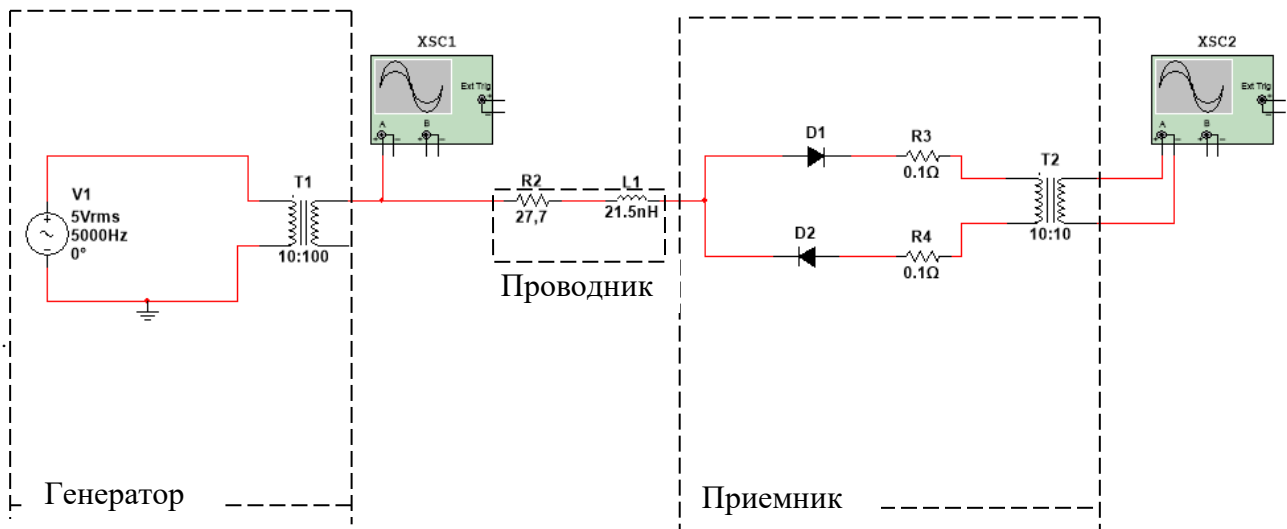 XSC1
Ext Trig
+
-
A
B
+
-
+
-
V1
5Vrms
5000Hz
0°
T1
10:100
R2
27,7
L1
21.5nH
Проводник
D1
R3
0.1Ω
D2
R4
0.1Ω
T2
10:10
XSC2
Ext Trig
+
-
A
B
+
-
+
-
Генератор
Приемник